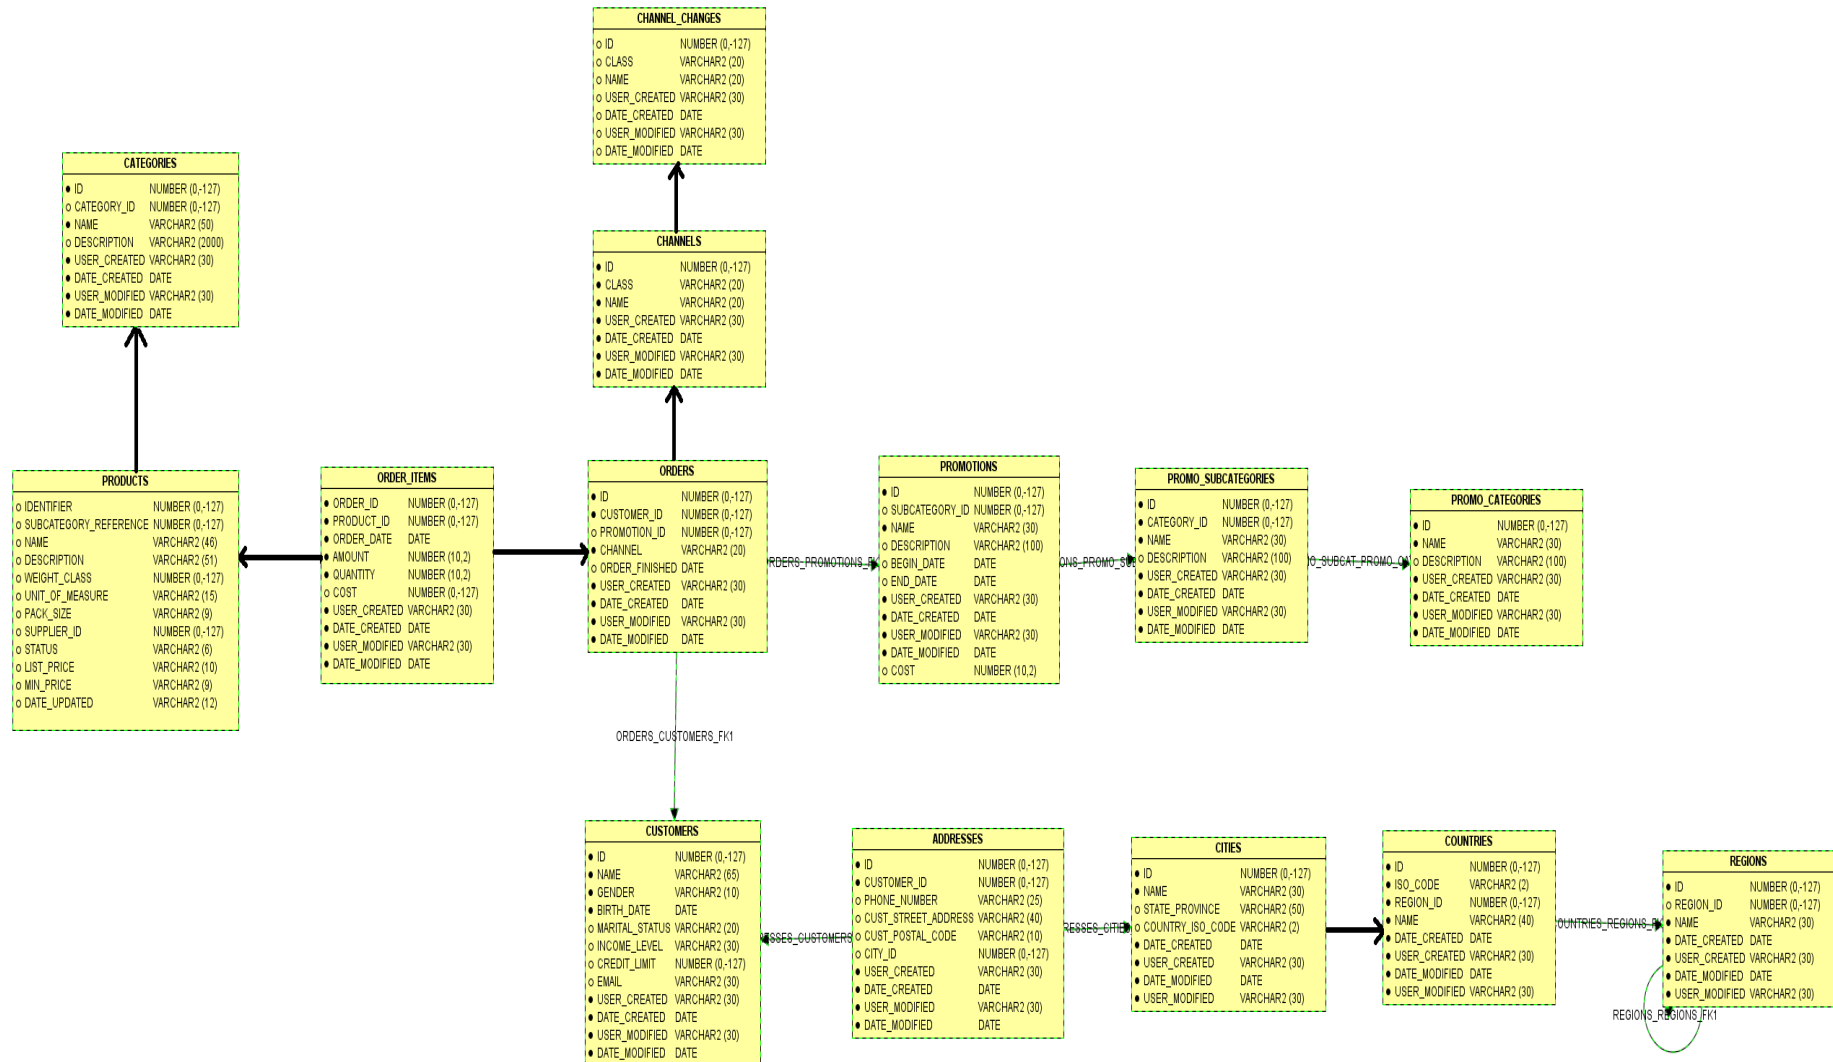 CHANNEL_CHANGES
ID NUMBER (0,-127)
CLASS VARCHAR2 (20)
NAME VARCHAR2 (20)
USER_CREATED VARCHAR2 (30)
DATE_CREATED DATE
USER_MODIFIED VARCHAR2 (30)
DATE_MODIFIED DATE
CATEGORIES
ID NUMBER (0,-127)
CATEGORY_ID NUMBER (0,-127)
NAME VARCHAR2 (50)
DESCRIPTION VARCHAR2 (2000)
USER_CREATED VARCHAR2 (30)
DATE_CREATED DATE
USER_MODIFIED VARCHAR2 (30)
DATE_MODIFIED DATE
CHANNELS
ID NUMBER (0,-127)
CLASS VARCHAR2 (20)
NAME VARCHAR2 (20)
USER_CREATED VARCHAR2 (30)
DATE_CREATED DATE
USER_MODIFIED VARCHAR2 (30)
DATE_MODIFIED DATE
PRODUCTS
IDENTIFIER NUMBER (0,-127)
SUBCATEGORY_REFERENCE NUMBER (0,-127)
NAME VARCHAR2 (46)
DESCRIPTION VARCHAR2 (51)
WEIGHT_CLASS NUMBER (0,-127)
UNIT_OF_MEASURE VARCHAR2 (15)
PACK_SIZE VARCHAR2 (9)
SUPPLIER_ID NUMBER (0,-127)
STATUS VARCHAR2 (6)
LIST_PRICE VARCHAR2 (10)
MIN_PRICE VARCHAR2 (9)
DATE_UPDATED VARCHAR2 (12)
ORDER_ITEMS
ORDER_ID NUMBER (0,-127)
PRODUCT_ID NUMBER (0,-127)
ORDER_DATE DATE
AMOUNT NUMBER (10,2)
QUANTITY NUMBER (10,2)
COST NUMBER (0,-127)
USER_CREATED VARCHAR2 (30)
DATE_CREATED DATE
USER_MODIFIED VARCHAR2 (30)
DATE_MODIFIED DATE
ORDERS
ID NUMBER (0,-127)
CUSTOMER_ID NUMBER (0,-127)
PROMOTION_ID NUMBER (0,-127)
CHANNEL VARCHAR2 (20)
ORDER_FINISHED DATE
USER_CREATED VARCHAR2 (30)
DATE_CREATED DATE
USER_MODIFIED VARCHAR2 (30)
DATE_MODIFIED DATE
RDERS_PROMOTIONS_F
PROMOTIONS
ID NUMBER (0,-127)
SUBCATEGORY_ID NUMBER (0,-127)
NAME VARCHAR2 (30)
DESCRIPTION VARCHAR2 (100)
BEGIN_DATE DATE
END_DATE DATE
USER_CREATED VARCHAR2 (30)
DATE_CREATED DATE
USER_MODIFIED VARCHAR2 (30)
DATE_MODIFIED DATE
COST NUMBER (10,2)
ONS_PROMO_SU
PROMO_SUBCATEGORIES
ID NUMBER (0,-127)
CATEGORY_ID NUMBER (0,-127)
NAME VARCHAR2 (30)
DESCRIPTION VARCHAR2 (100)
USER_CREATED VARCHAR2 (30)
DATE_CREATED DATE
USER_MODIFIED VARCHAR2 (30)
DATE_MODIFIED DATE
O_SUBCAT_PROMO_CA
PROMO_CATEGORIES
ID NUMBER (0,-127)
NAME VARCHAR2 (30)
DESCRIPTION VARCHAR2 (100)
USER_CREATED VARCHAR2 (30)
DATE_CREATED DATE
USER_MODIFIED VARCHAR2 (30)
DATE_MODIFIED DATE
ORDERS_CUSTOMERS_FK1
CUSTOMERS
ID NUMBER (0,-127)
NAME VARCHAR2 (65)
GENDER VARCHAR2 (10)
BIRTH_DATE DATE
MARITAL_STATUS VARCHAR2 (20)
INCOME_LEVEL VARCHAR2 (30)
CREDIT_LIMIT NUMBER (0,-127)
EMAIL VARCHAR2 (30)
USER_CREATED VARCHAR2 (30)
DATE_CREATED DATE
USER_MODIFIED VARCHAR2 (30)
DATE_MODIFIED DATE
ESSES_CUSTOMERS
ADDRESSES
ID NUMBER (0,-127)
CUSTOMER_ID NUMBER (0,-127)
PHONE_NUMBER VARCHAR2 (25)
CUST_STREET_ADDRESS VARCHAR2 (40)
CUST_POSTAL_CODE VARCHAR2 (10)
CITY_ID NUMBER (0,-127)
USER_CREATED VARCHAR2 (30)
DATE_CREATED DATE
USER_MODIFIED VARCHAR2 (30)
DATE_MODIFIED DATE
RESSES_CITIE
CITIES
ID NUMBER (0,-127)
NAME VARCHAR2 (30)
STATE_PROVINCE VARCHAR2 (50)
COUNTRY_ISO_CODE VARCHAR2 (2)
DATE_CREATED DATE
USER_CREATED VARCHAR2 (30)
DATE_MODIFIED DATE
USER_MODIFIED VARCHAR2 (30)
COUNTRIES
ID NUMBER (0,-127)
ISO_CODE VARCHAR2 (2)
REGION_ID NUMBER (0,-127)
NAME VARCHAR2 (40)
DATE_CREATED DATE
USER_CREATED VARCHAR2 (30)
DATE_MODIFIED DATE
USER_MODIFIED VARCHAR2 (30)
OUNTRIES_REGIONS_F
REGIONS
ID NUMBER (0,-127)
REGION_ID NUMBER (0,-127)
NAME VARCHAR2 (30)
DATE_CREATED DATE
USER_CREATED VARCHAR2 (30)
DATE_MODIFIED DATE
USER_MODIFIED VARCHAR2 (30)
REGIONS_REGIONS_FK1